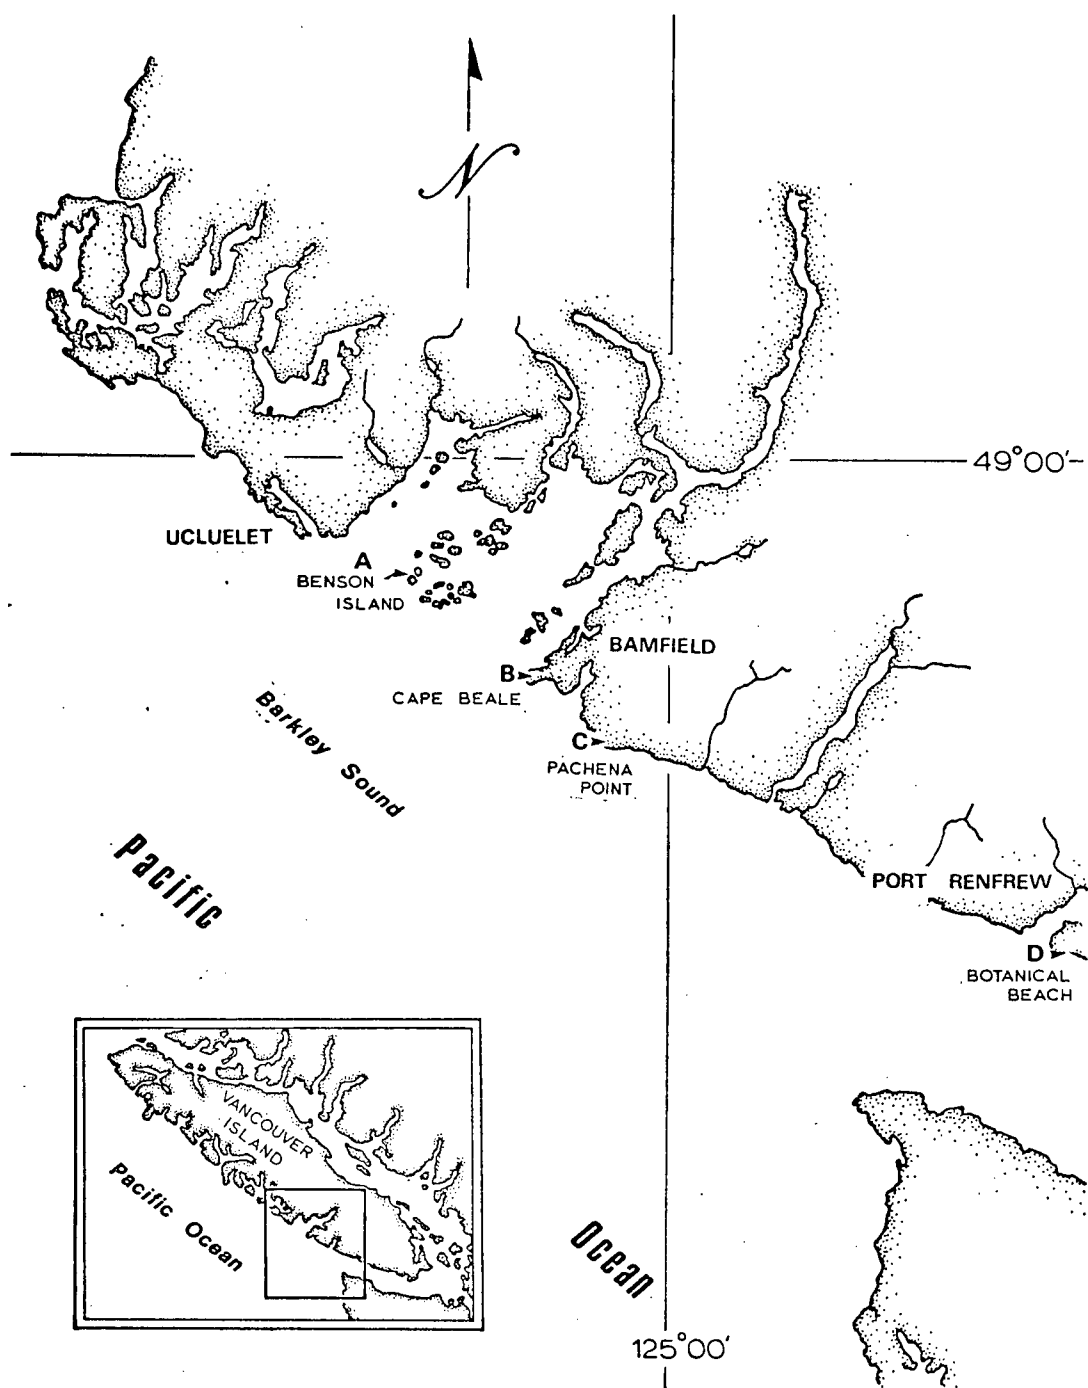 N
49°00'
UCLUELET
A
BENSON
ISLAND
BAMFIELD
B
CAPE BEALE
Barkley Sound
C
PACHENA
POINT
Pacific
PORT RENFREW
D
BOTANICAL
BEACH
VANCOUVER
ISLAND
Pacific Ocean
Ocean
125°00'